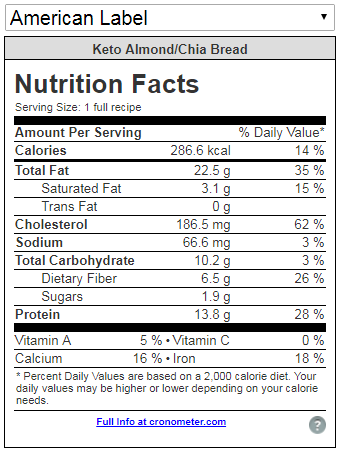 American Label
Keto Almond/Chia Bread
Nutrition Facts
Serving Size: 1 full recipe
Amount Per Serving % Daily Value*
Calories 286.6 kcal 14 %
Total Fat 22.5 g 35 %
Saturated Fat 3.1 g 15 %
Trans Fat 0 g
Cholesterol 186.5 mg 62 %
Sodium 66.6 mg 3 %
Total Carbohydrate 10.2 g 3 %
Dietary Fiber 6.5 g 26 %
Sugars 1.9 g
Protein 13.8 g 28 %
Vitamin A 5 % • Vitamin C 0 %
Calcium 16 % • Iron 18 %
* Percent Daily Values are based on a 2,000 calorie diet. Your
daily values may be higher or lower depending on your calorie
needs.
Full Info at cronometer.com
?